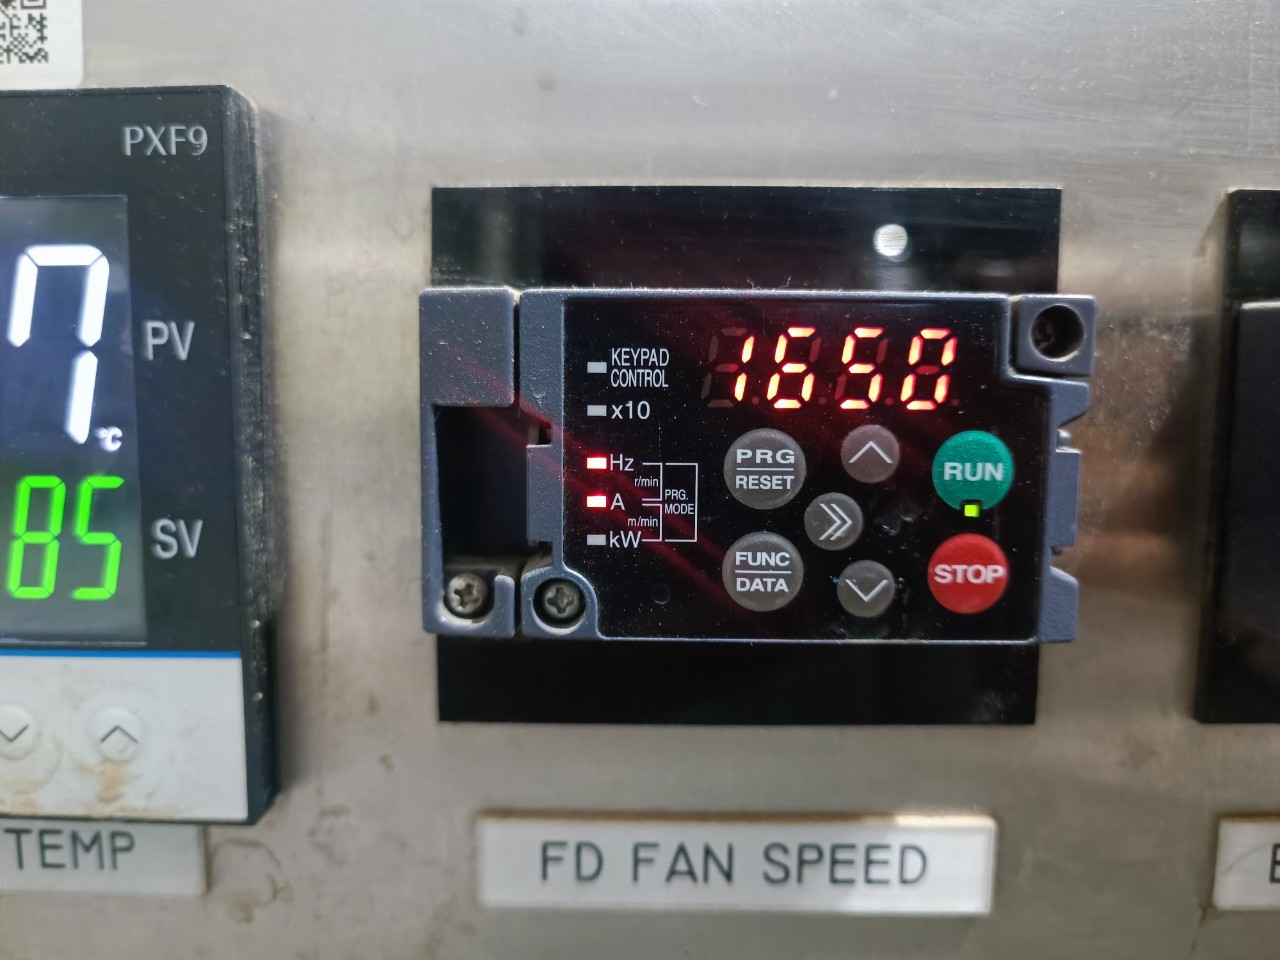 PXF9
PV
°C
85
SV
TEMP
1650
KEYPAD
CONTROL
x10
Hz
r/min
A
m/min
kW
PRG.
MODE
PRG
RESET
RUN
FUNC
DATA
STOP
FD FAN SPEED